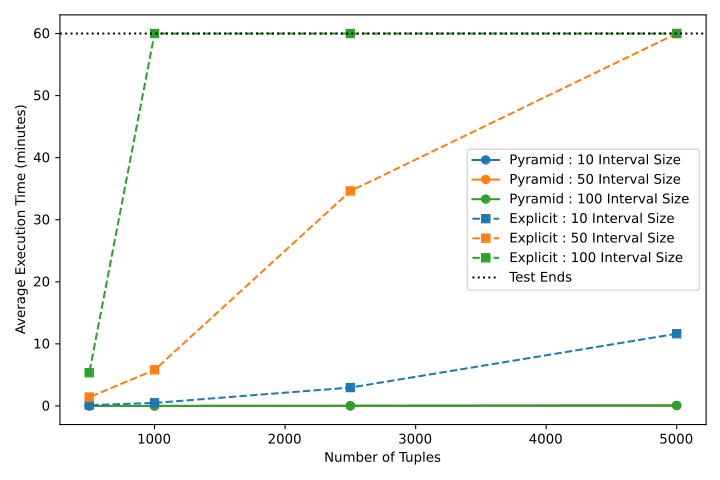 60
50
40
30
20
10
0
Average Execution Time (minutes)
Pyramid : 10 Interval Size
Pyramid : 50 Interval Size
Pyramid : 100 Interval Size
Explicit : 10 Interval Size
Explicit : 50 Interval Size
Explicit : 100 Interval Size
Test Ends
1000 2000 3000 4000 5000
Number of Tuples